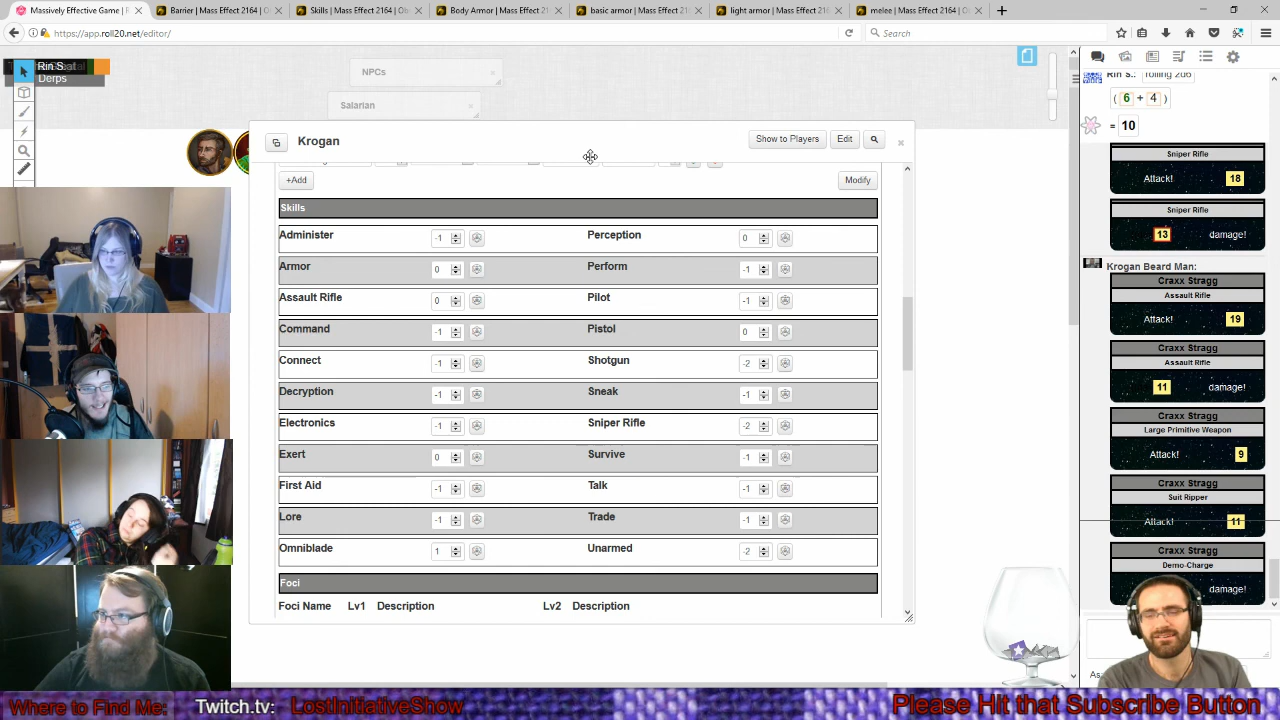 Massively Effective Game | R
Barrier | Mass Effect 2164 | O
Skills | Mass Effect 2164 | Obs
Body Armor | Mass Effect 2
basic armor | Mass Effect 2
light armor | Mass Effect 2
melee | Mass Effect 2164 | O
https://app.roll20.net/editor/
Search
Rin S.
Derps
NPCs
Salarian
Krogan
Show to Players
Edit
+Add
Modify
Skills
Administer -1 Perception 0
Armor 0 Perform -1
Assault Rifle 0 Pilot -1
Command -1 Pistol 0
Connect -1 Shotgun -2
Decryption -1 Sneak -1
Electronics -1 Sniper Rifle -2
Exert 0 Survive -1
First Aid -1 Talk -1
Lore -1 Trade -1
Omniblade 1 Unarmed -2
Foci
Foci Name Lv1 Description Lv2 Description
Rin S.: rolling 2d6
( 6 + 4 )
= 10
Sniper Rifle
Attack! 18
Sniper Rifle
13 damage!
Krogan Beard Man:
Craxx Stragg
Assault Rifle
Attack! 19
Craxx Stragg
Assault Rifle
11 damage!
Craxx Stragg
Large Primitive Weapon
Attack! 9
Craxx Stragg
Suit Ripper
Attack! 11
Craxx Stragg
Demo-Charge
damage!
As:
Where to Find Me: Twitch.tv: LostInitiativeShow Please Hit that Subscribe Button